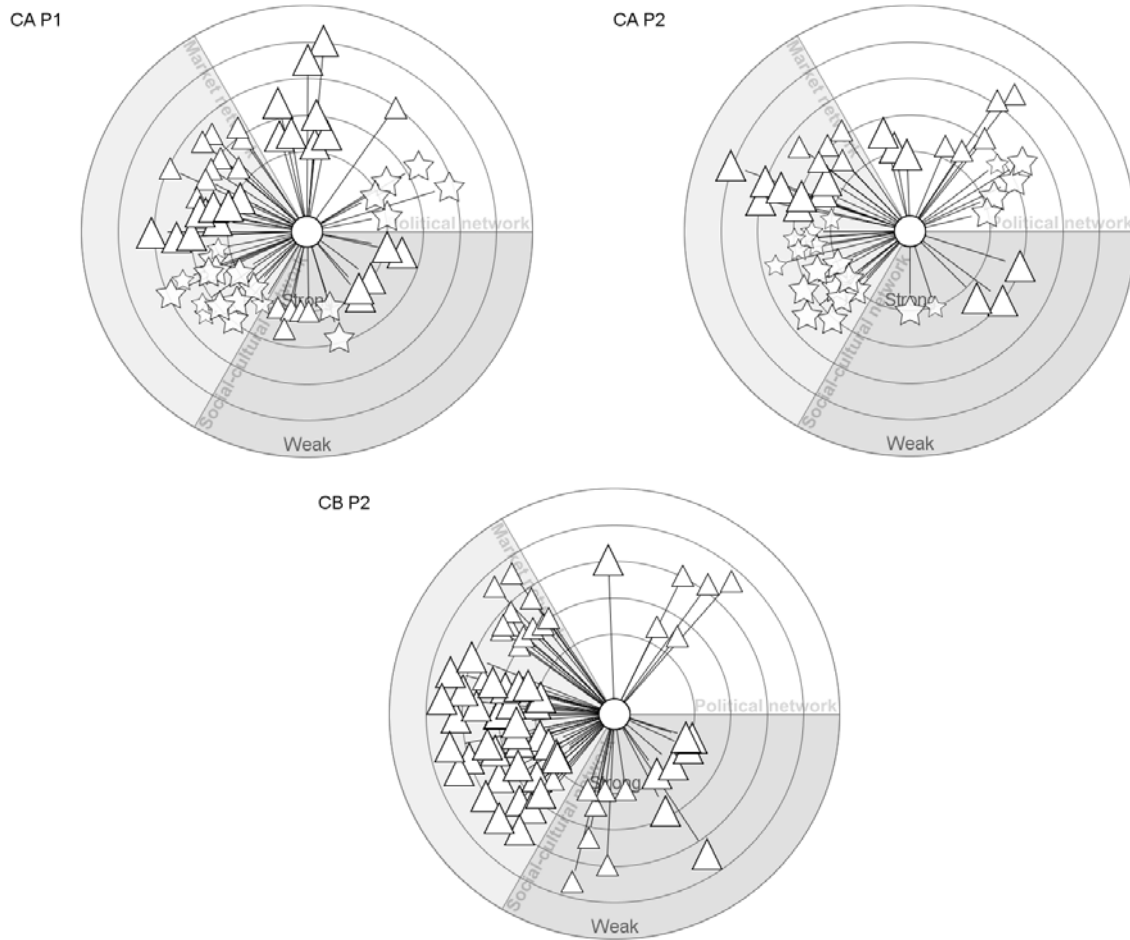 CA P1
CA P2
Market network
Political network
Strong
Social-cultural network
Weak
Market network
Political network
Strong
Social-cultural network
Weak
CB P2
Market network
Political network
Strong
Social-cultural network
Weak